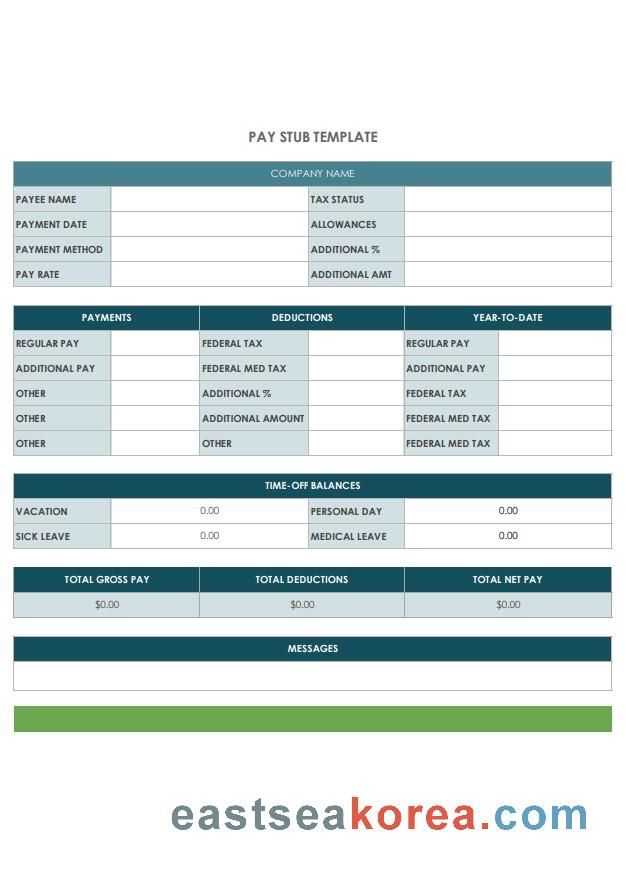 PAY STUB TEMPLATE
COMPANY NAME
PAYEE NAME TAX STATUS
PAYMENT DATE ALLOWANCES
PAYMENT METHOD ADDITIONAL %
PAY RATE ADDITIONAL AMT
PAYMENTS DEDUCTIONS YEAR-TO-DATE
REGULAR PAY FEDERAL TAX REGULAR PAY
ADDITIONAL PAY FEDERAL MED TAX ADDITIONAL PAY
OTHER ADDITIONAL % FEDERAL TAX
OTHER ADDITIONAL AMOUNT FEDERAL MED TAX
OTHER OTHER FEDERAL MED TAX
TIME-OFF BALANCES
VACATION 0.00 PERSONAL DAY 0.00
SICK LEAVE 0.00 MEDICAL LEAVE 0.00
TOTAL GROSS PAY TOTAL DEDUCTIONS TOTAL NET PAY
$0.00 $0.00 $0.00
MESSAGES
eastseakorea.com